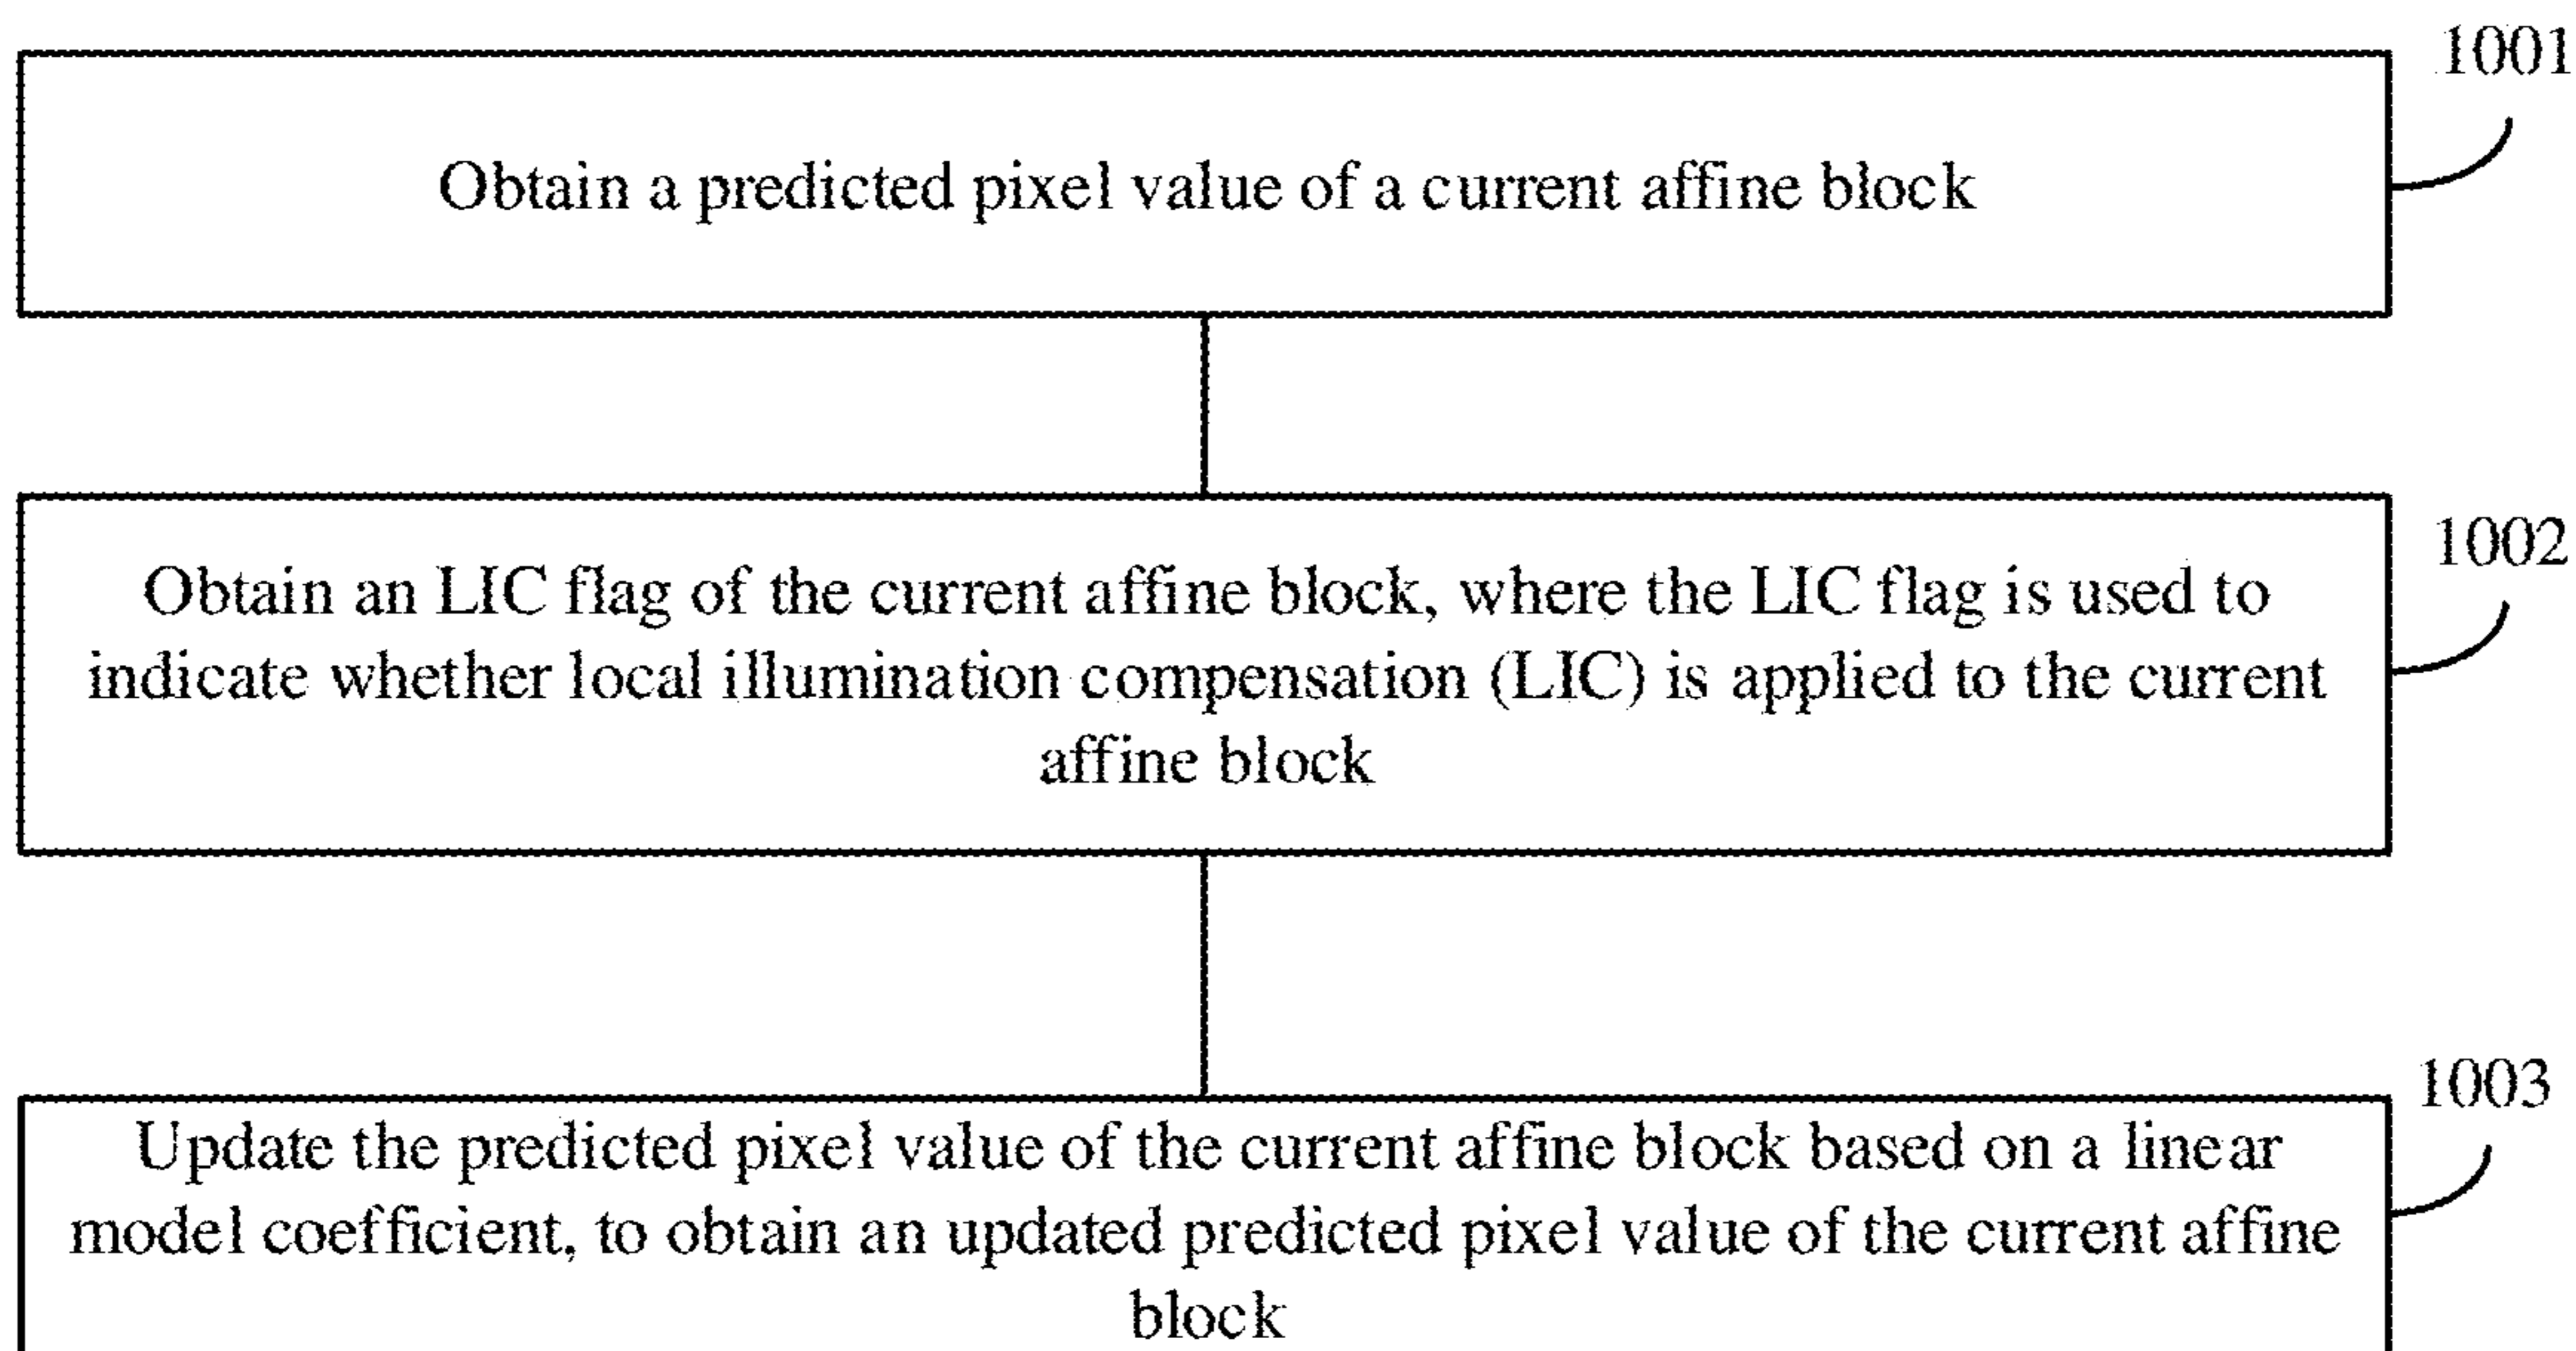 1001
Obtain a predicted pixel value of a current affine block
1002
Obtain an LIC flag of the current affine block, where the LIC flag is used to
indicate whether local illumination compensation (LIC) is applied to the current
affine block
1003
Update the predicted pixel value of the current affine block based on a linear
model coefficient, to obtain an updated predicted pixel value of the current affine
block